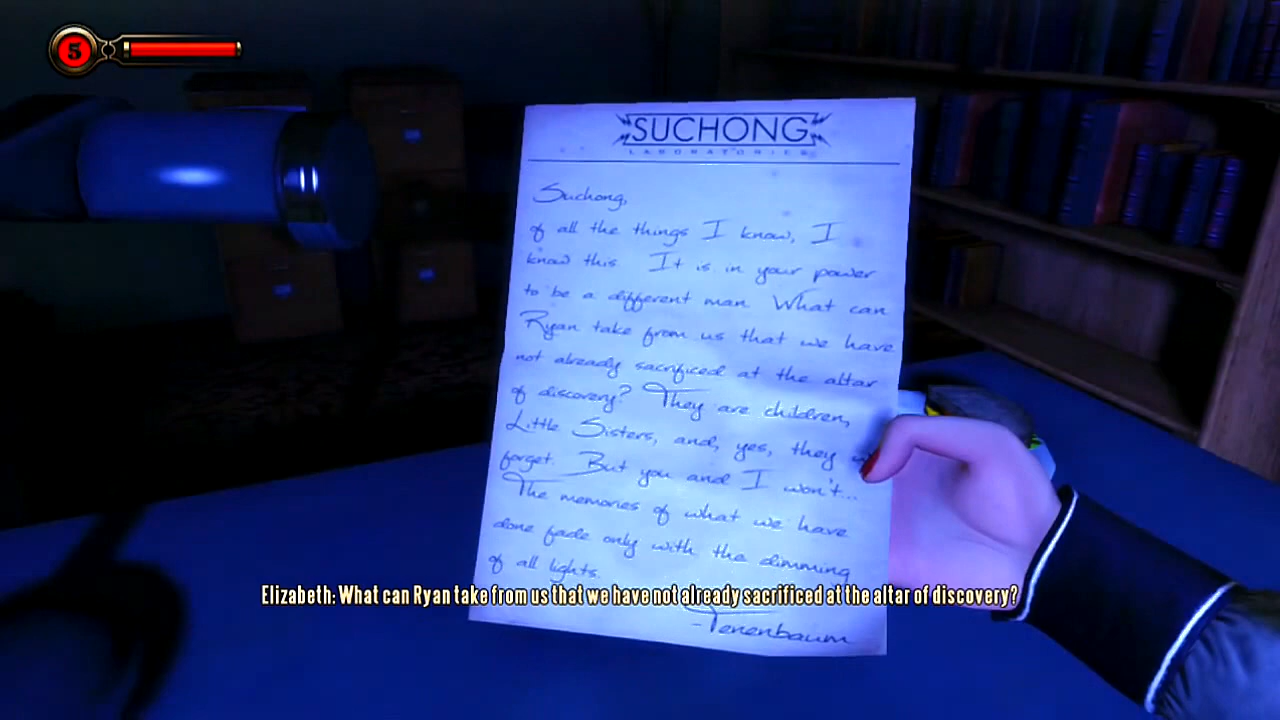 5
SUCHONG
LABORATORIES
Suchong,
of all the things I know, I
know this. It is in your power
to be a different man. What can
Ryan take from us that we have
not already sacrificed at the altar
of discovery? They are children,
Little Sisters, and, yes, they
forget. But you and I won't...
The memories of what we have
done fade only with the dimming
of all lights.
Elizabeth: What can Ryan take from us that we have not already sacrificed at the altar of discovery?
-Tenenbaum